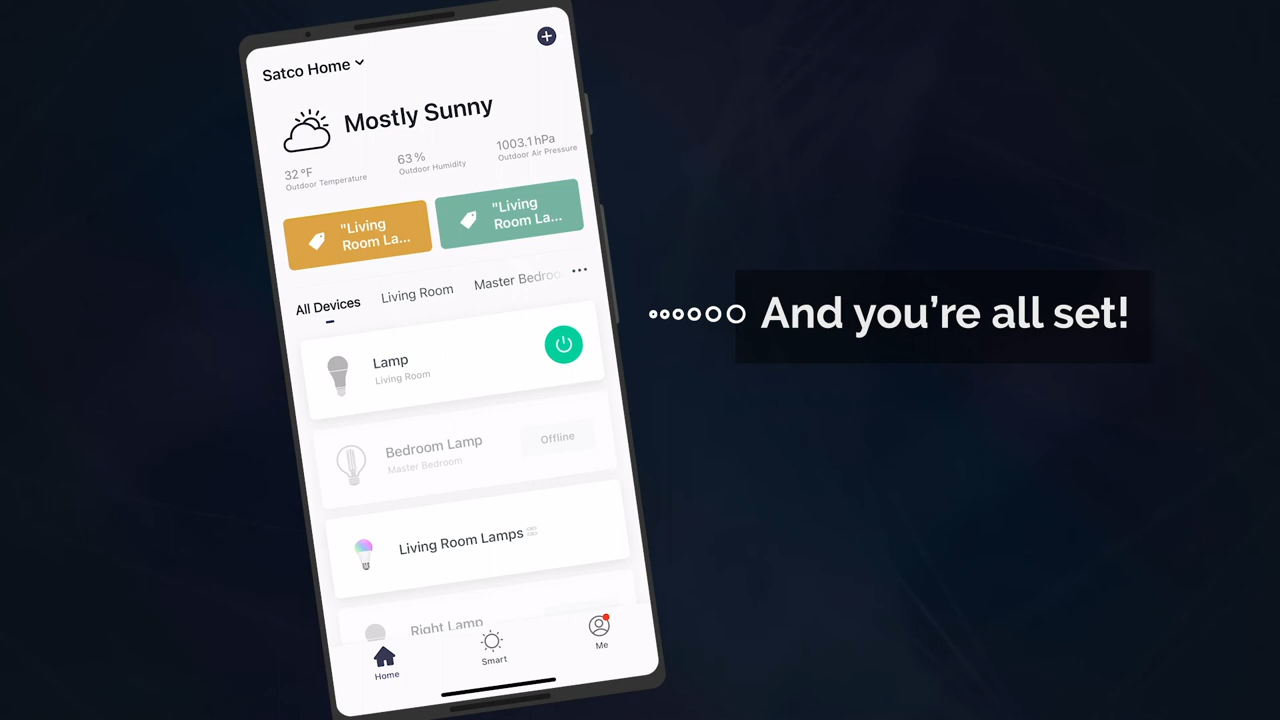 Satco Home
Mostly Sunny
32 °F
Outdoor Temperature
63 %
Outdoor Humidity
1003.1 hPa
Outdoor Air Pressure
"Living
Room La...
"Living
Room La...
All Devices
Living Room
Master Bedroo
And you're all set!
Lamp
Living Room
Bedroom Lamp
Master Bedroom
Offline
Living Room Lamps
Right Lamp
Home
Smart
Me